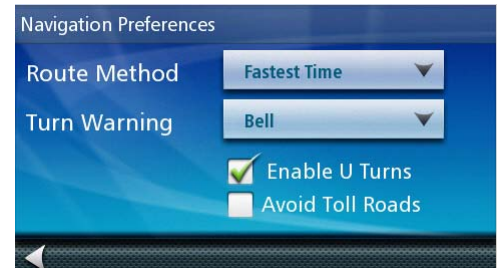 Navigation Preferences
Route Method Fastest Time
Turn Warning Bell
Enable U Turns
Avoid Toll Roads